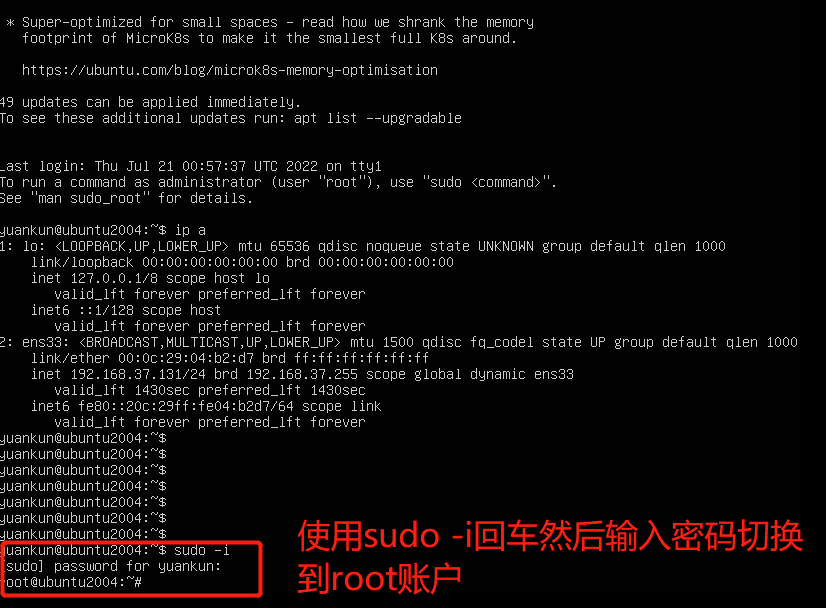 * Super-optimized for small spaces - read how we shrank the memory
footprint of MicroK8s to make it the smallest full K8s around.
https://ubuntu.com/blog/microk8s-memory-optimisation
49 updates can be applied immediately.
To see these additional updates run: apt list --upgradable
Last login: Thu Jul 21 00:57:37 UTC 2022 on tty1
To run a command as administrator (user "root"), use "sudo <command>".
See "man sudo_root" for details.
yuankun@ubuntu2004:~$ ip a
1: lo: <LOOPBACK,UP,LOWER_UP> mtu 65536 qdisc noqueue state UNKNOWN group default qlen 1000
link/loopback 00:00:00:00:00:00 brd 00:00:00:00:00:00
inet 127.0.0.1/8 scope host lo
valid_lft forever preferred_lft forever
inet6 ::1/128 scope host
valid_lft forever preferred_lft forever
2: ens33: <BROADCAST,MULTICAST,UP,LOWER_UP> mtu 1500 qdisc fq_codel state UP group default qlen 1000
link/ether 00:0c:29:04:b2:d7 brd ff:ff:ff:ff:ff:ff
inet 192.168.37.131/24 brd 192.168.37.255 scope global dynamic ens33
valid_lft 1430sec preferred_lft 1430sec
inet6 fe80::20c:29ff:fe04:b2d7/64 scope link
valid_lft forever preferred_lft forever
yuankun@ubuntu2004:~$
yuankun@ubuntu2004:~$
yuankun@ubuntu2004:~$
yuankun@ubuntu2004:~$
yuankun@ubuntu2004:~$
yuankun@ubuntu2004:~$
yuankun@ubuntu2004:~$
yuankun@ubuntu2004:~$ sudo -i
[sudo] password for yuankun:
root@ubuntu2004:~#
使用sudo -i回车然后输入密码切换
到root账户